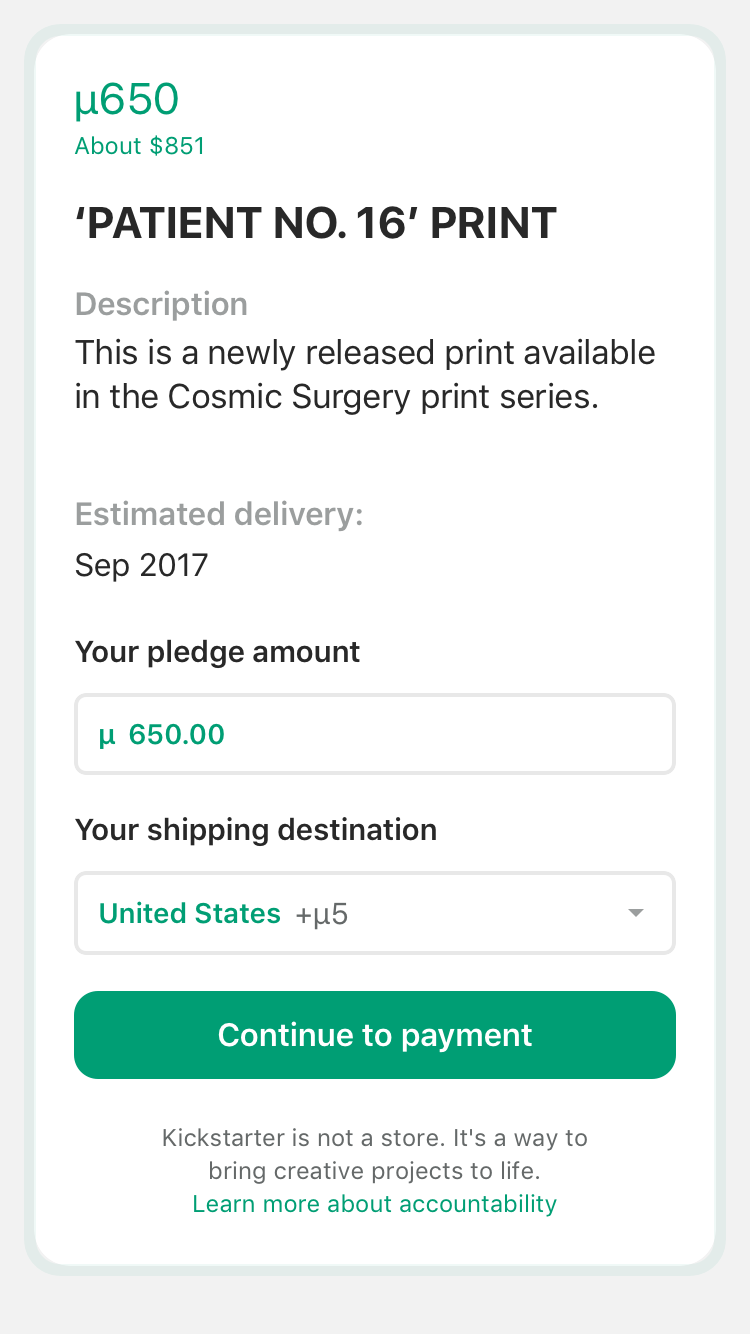 µ650
About $851
‘PATIENT NO. 16’ PRINT
Description
This is a newly released print available
in the Cosmic Surgery print series.
Estimated delivery:
Sep 2017
Your pledge amount
µ 650.00
Your shipping destination
United States +µ5
Continue to payment
Kickstarter is not a store. It's a way to
bring creative projects to life.
Learn more about accountability